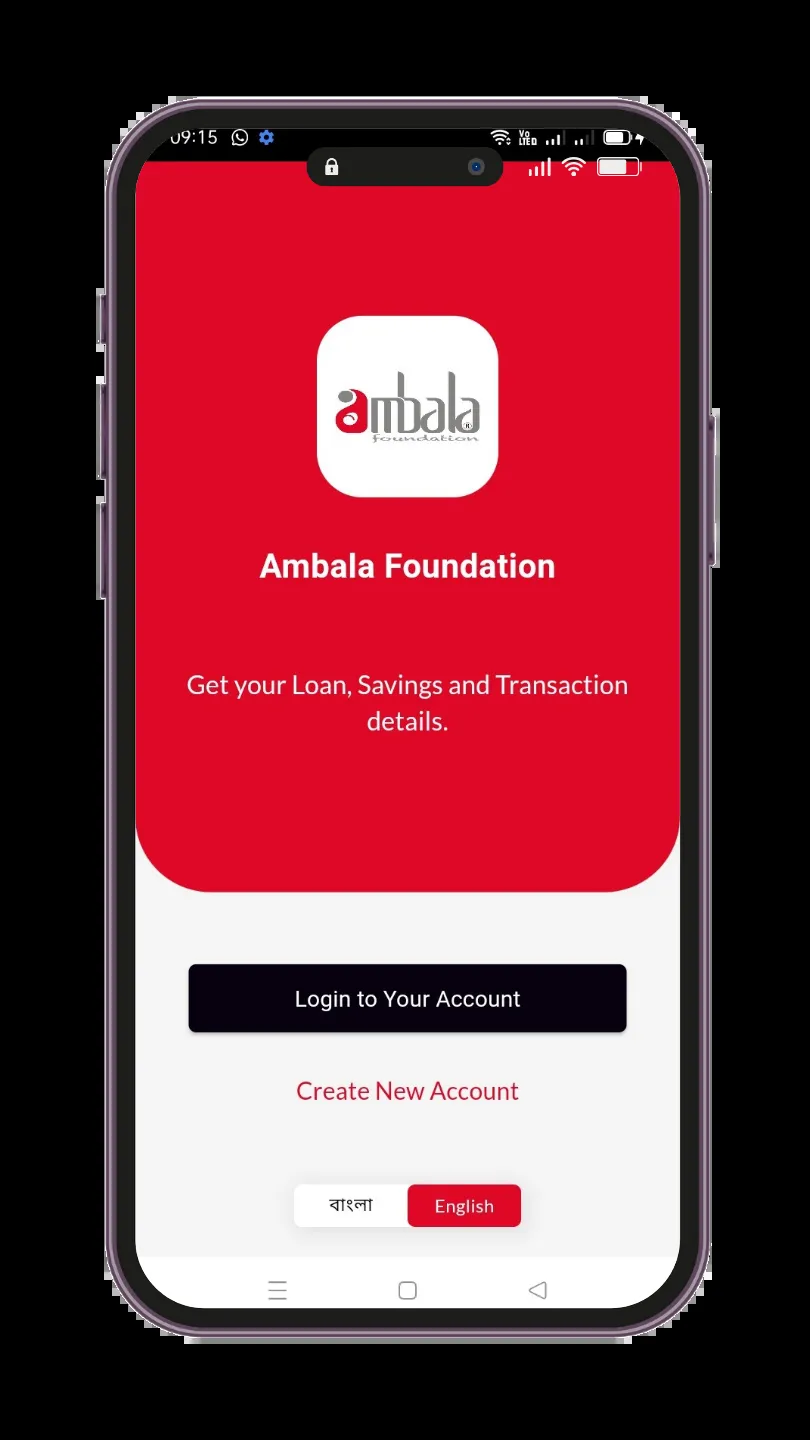 09:15
Vo
LTE
ambala
foundation
Ambala Foundation
Get your Loan, Savings and Transaction
details.
Login to Your Account
Create New Account
বাংলা English